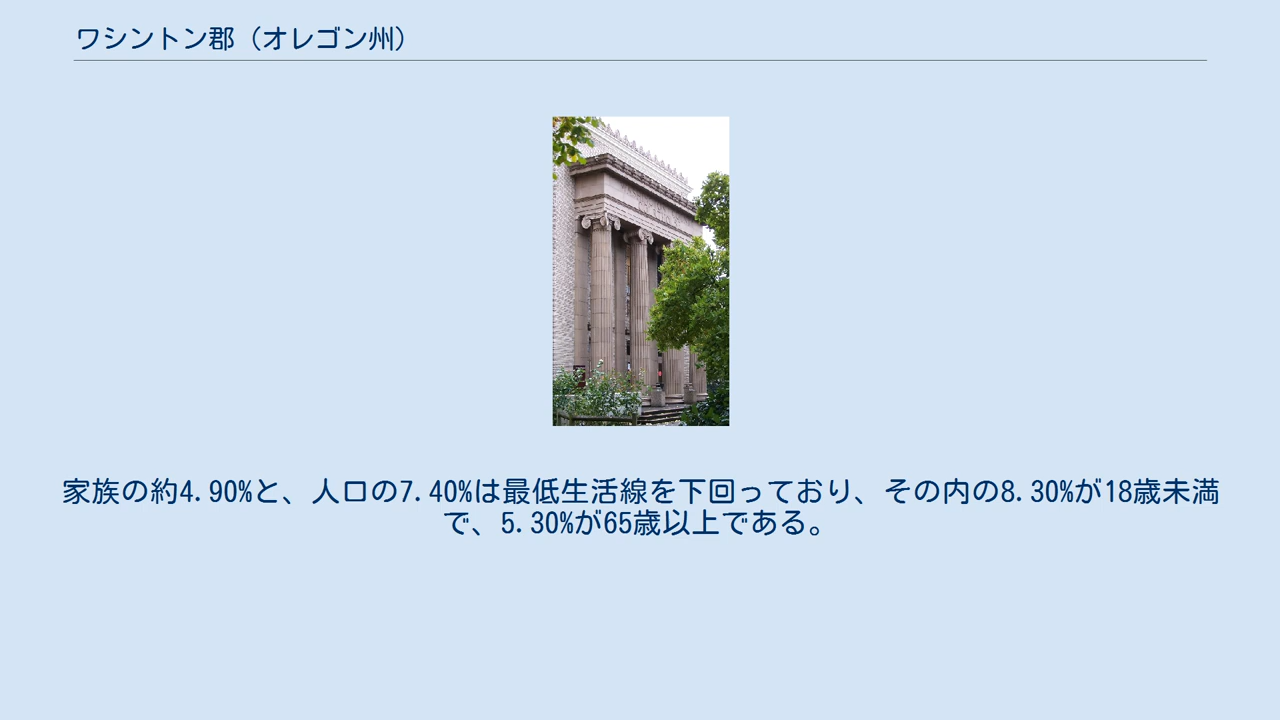 ワシントン郡（オレゴン州）
家族の約4.90%と、人口の7.40%は最低生活線を下回っており、その内の8.30%が18歳未満
で、5.30%が65歳以上である。